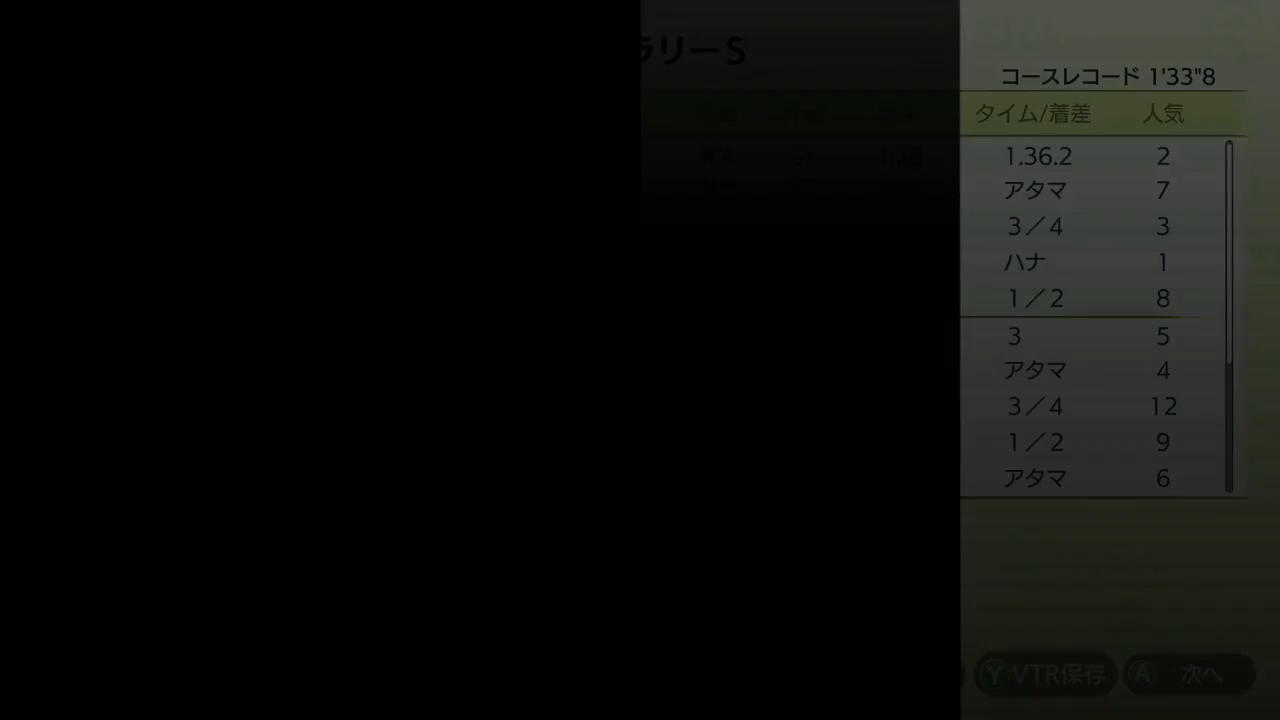 ラリーS
コースレコード 1'33"8
タイム/着差 人気
1.36.2 2
アタマ 7
3／4 3
ハナ 1
1／2 8
3 5
アタマ 4
3／4 12
1／2 9
アタマ 6
Y VTR保存 A 次へ